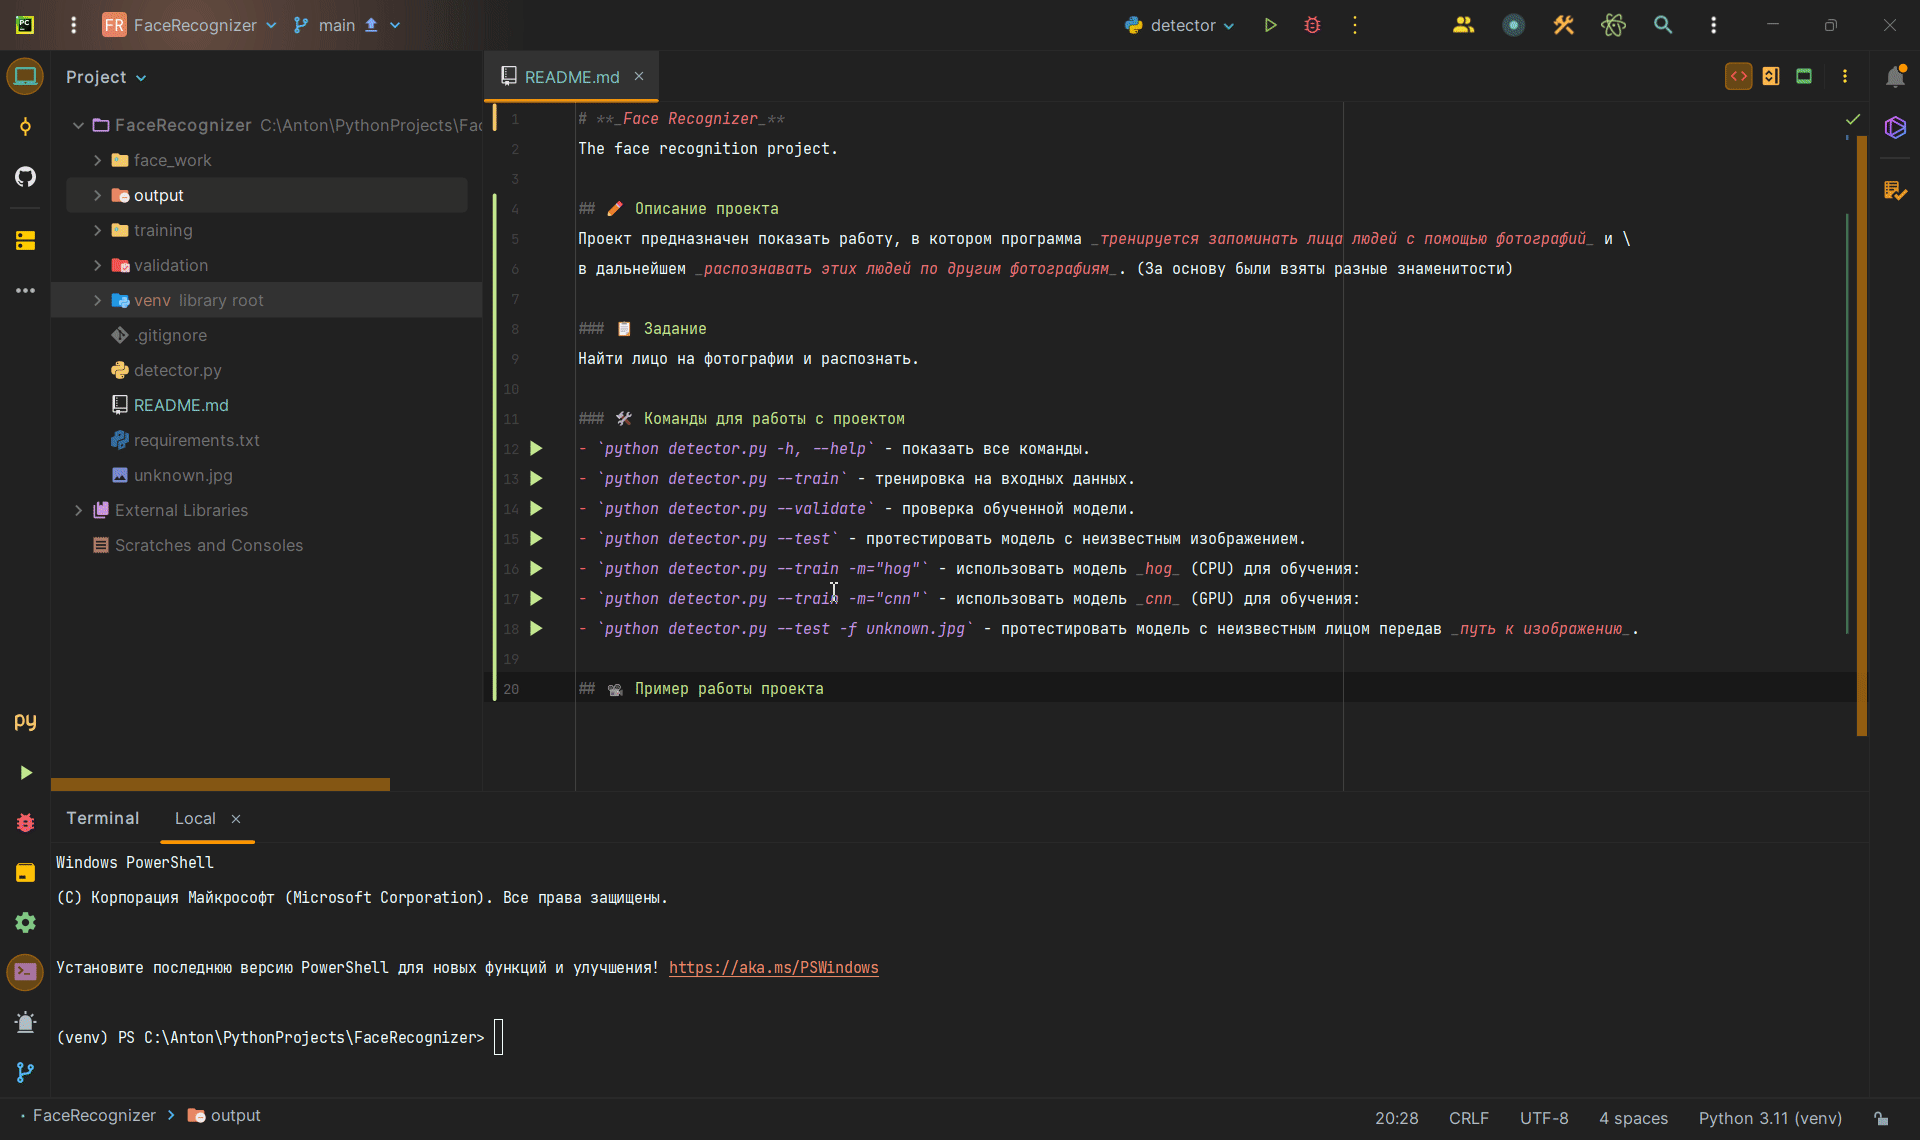 FR FaceRecognizer main detector
Project
README.md
FaceRecognizer C:\Anton\PythonProjects\Fac
face_work
output
training
validation
venv library root
.gitignore
detector.py
README.md
requirements.txt
unknown.jpg
External Libraries
Scratches and Consoles
1 # **_Face Recognizer_**
2 The face recognition project.
3
4 ## ✏️ Описание проекта
5 Проект предназначен показать работу, в котором программа _тренируется запоминать лица людей с помощью фотографий_ и \
6 в дальнейшем _распознавать этих людей по другим фотографиям_. (За основу были взяты разные знаменитости)
7
8 ### 📋 Задание
9 Найти лицо на фотографии и распознать.
10
11 ### 🛠 Команды для работы с проектом
12 - `python detector.py -h, --help` - показать все команды.
13 - `python detector.py --train` - тренировка на входных данных.
14 - `python detector.py --validate` - проверка обученной модели.
15 - `python detector.py --test` - протестировать модель с неизвестным изображением.
16 - `python detector.py --train -m="hog"` - использовать модель _hog_ (CPU) для обучения:
17 - `python detector.py --train -m="cnn"` - использовать модель _cnn_ (GPU) для обучения:
18 - `python detector.py --test -f unknown.jpg` - протестировать модель с неизвестным лицом передав _путь к изображению_.
19
20 ## 📽 Пример работы проекта
Terminal Local
Windows PowerShell
(C) Корпорация Майкрософт (Microsoft Corporation). Все права защищены.
Установите последнюю версию PowerShell для новых функций и улучшения! https://aka.ms/PSWindows
(venv) PS C:\Anton\PythonProjects\FaceRecognizer>
FaceRecognizer > output
20:28 CRLF UTF-8 4 spaces Python 3.11 (venv)